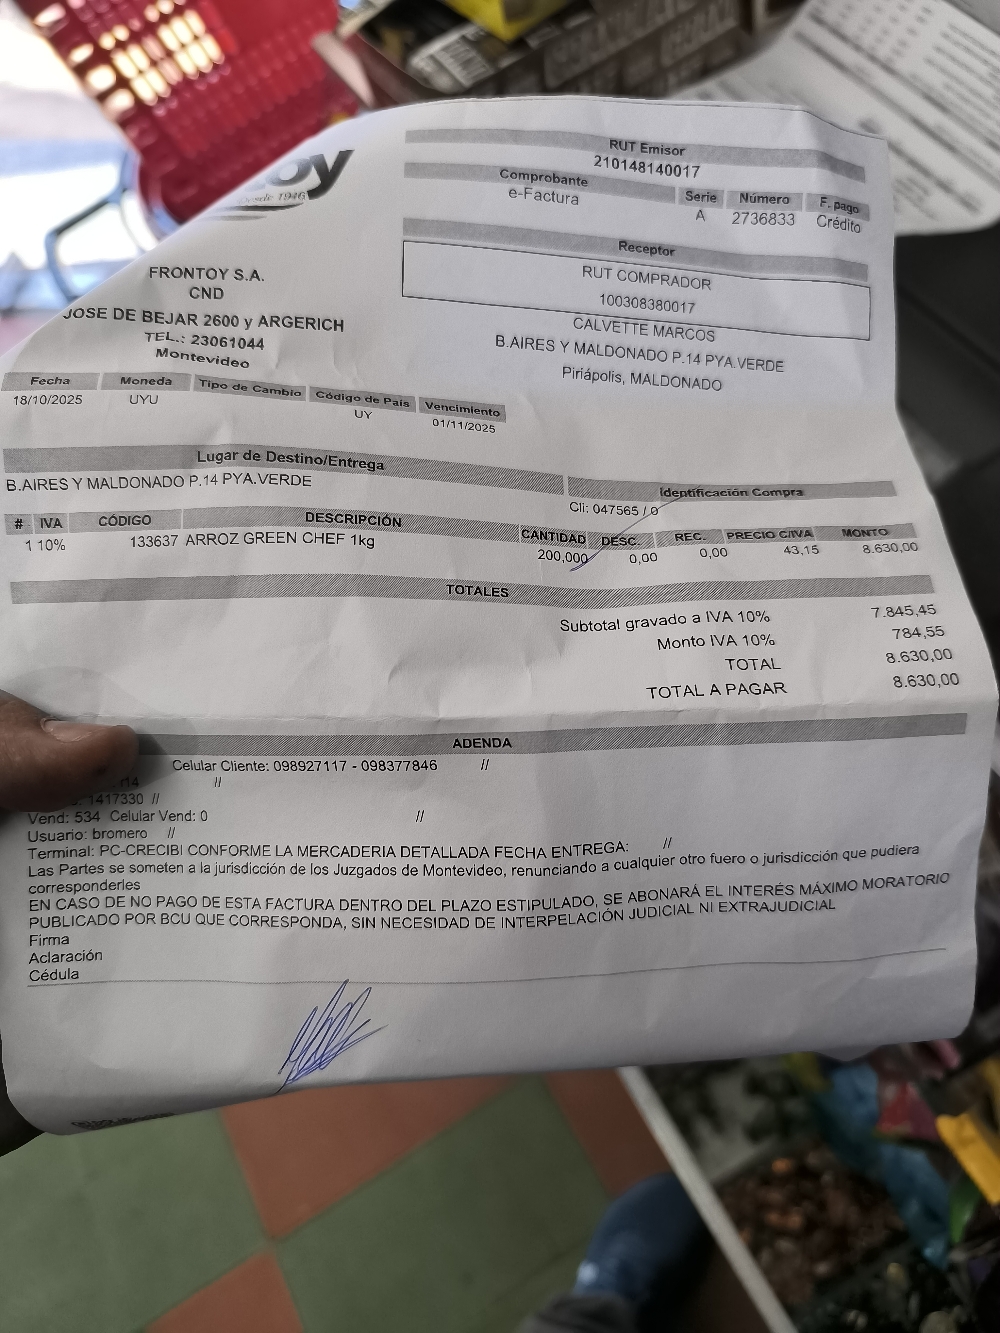 Desde 1946
FRONTOY S.A.
CND
JOSE DE BEJAR 2600 y ARGERICH
TEL.: 23061044
Montevideo
RUT Emisor
210148140017
Comprobante Serie Número F. pago
e-Factura A 2736833 Crédito
Receptor
RUT COMPRADOR
100308380017
CALVETTE MARCOS
B.AIRES Y MALDONADO P.14 PYA.VERDE
Piriápolis, MALDONADO
Fecha Moneda Tipo de Cambio Código de Pais Vencimiento
18/10/2025 UYU UY 01/11/2025
Lugar de Destino/Entrega
B.AIRES Y MALDONADO P.14 PYA.VERDE
Identificación Compra
Cli: 047565 / 0
# IVA CÓDIGO DESCRIPCIÓN CANTIDAD DESC. REC. PRECIO C/IVA MONTO
1 10% 133637 ARROZ GREEN CHEF 1kg 200,000 0,00 0,00 43,15 8.630,00
TOTALES
Subtotal gravado a IVA 10% 7.845,45
Monto IVA 10% 784,55
TOTAL 8.630,00
TOTAL A PAGAR 8.630,00
ADENDA
Celular Cliente: 098927117 - 098377846 //
//
1417330 //
Vend: 534 Celular Vend: 0 //
Usuario: bromero //
Terminal: PC-CRECIBI CONFORME LA MERCADERIA DETALLADA FECHA ENTREGA: //
Las Partes se someten a la jurisdicción de los Juzgados de Montevideo, renunciando a cualquier otro fuero o jurisdicción que pudiera
corresponderles
EN CASO DE NO PAGO DE ESTA FACTURA DENTRO DEL PLAZO ESTIPULADO, SE ABONARÁ EL INTERÉS MÁXIMO MORATORIO
PUBLICADO POR BCU QUE CORRESPONDA, SIN NECESIDAD DE INTERPELACIÓN JUDICIAL NI EXTRAJUDICIAL
Firma
Aclaración
Cédula